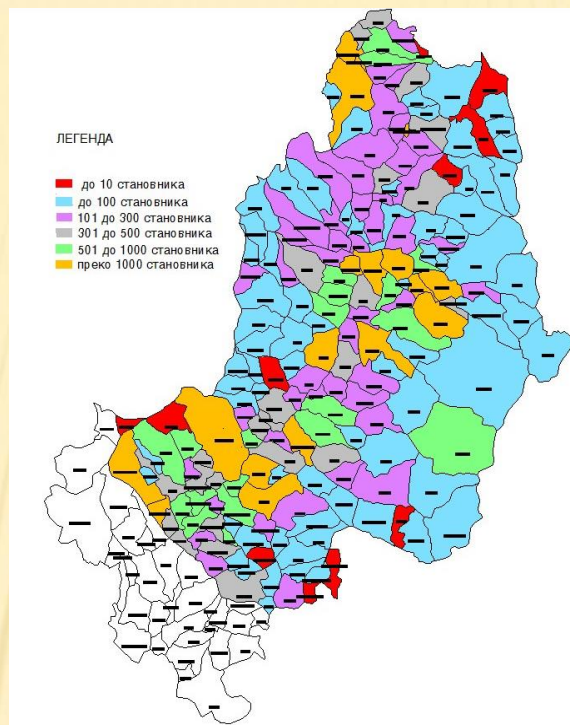 ЛЕГЕНДА
до 10 становника
до 100 становника
101 до 300 становника
301 до 500 становника
501 до 1000 становника
преко 1000 становника